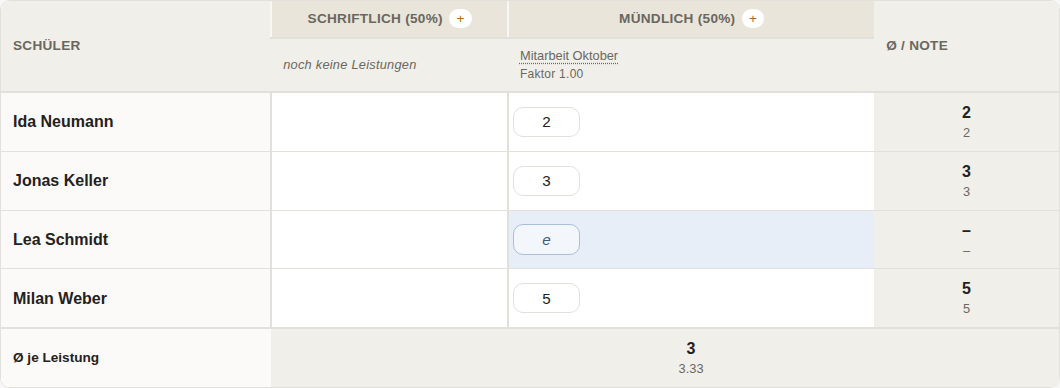 SCHÜLER
SCHRIFTLICH (50%) +
MÜNDLICH (50%) +
Ø / NOTE
noch keine Leistungen
Mitarbeit Oktober
Faktor 1.00
Ida Neumann 2 2
2
Jonas Keller 3 3
3
Lea Schmidt e –
–
Milan Weber 5 5
5
Ø je Leistung 3
3.33